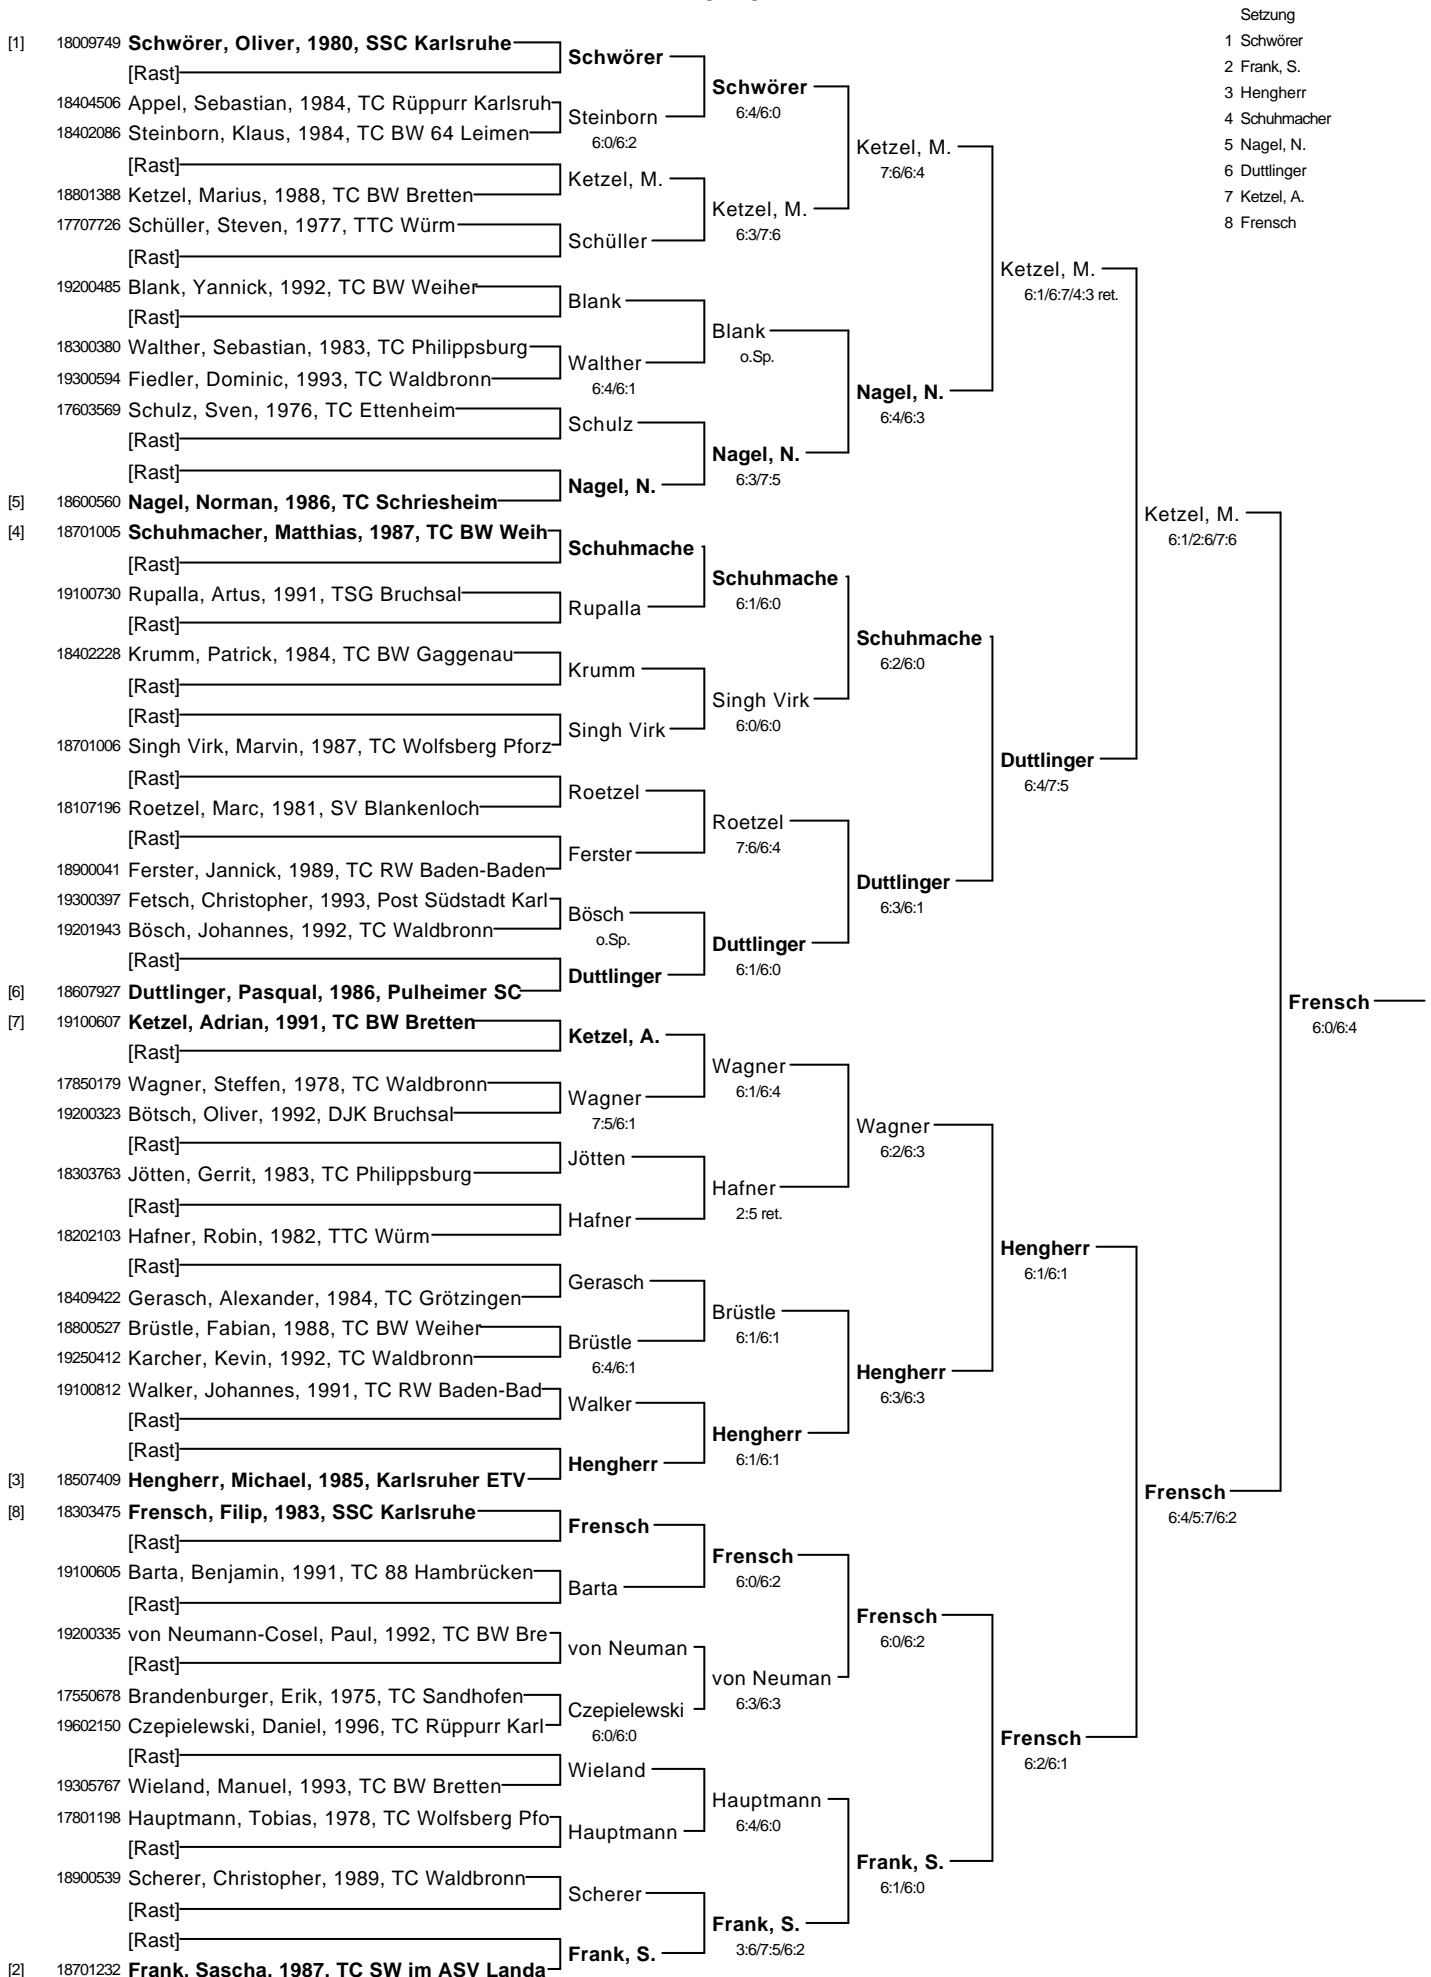 Setzung
1 Schwörer
2 Frank, S.
3 Hengherr
4 Schuhmacher
5 Nagel, N.
6 Duttlinger
7 Ketzel, A.
8 Frensch
[1] 18009749 Schwörer, Oliver, 1980, SSC Karlsruhe
[Rast]
18404506 Appel, Sebastian, 1984, TC Rüppurr Karlsruh
18402086 Steinborn, Klaus, 1984, TC BW 64 Leimen
[Rast]
18801388 Ketzel, Marius, 1988, TC BW Bretten
17707726 Schüller, Steven, 1977, TTC Würm
[Rast]
19200485 Blank, Yannick, 1992, TC BW Weiher
[Rast]
18300380 Walther, Sebastian, 1983, TC Philippsburg
19300594 Fiedler, Dominic, 1993, TC Waldbronn
17603569 Schulz, Sven, 1976, TC Ettenheim
[Rast]
[Rast]
[5] 18600560 Nagel, Norman, 1986, TC Schriesheim
[4] 18701005 Schuhmacher, Matthias, 1987, TC BW Weih
[Rast]
19100730 Rupalla, Artus, 1991, TSG Bruchsal
[Rast]
18402228 Krumm, Patrick, 1984, TC BW Gaggenau
[Rast]
[Rast]
18701006 Singh Virk, Marvin, 1987, TC Wolfsberg Pforz
[Rast]
18107196 Roetzel, Marc, 1981, SV Blankenloch
[Rast]
18900041 Ferster, Jannick, 1989, TC RW Baden-Baden
19300397 Fetsch, Christopher, 1993, Post Südstadt Karl
19201943 Bösch, Johannes, 1992, TC Waldbronn
[Rast]
[6] 18607927 Duttlinger, Pasqual, 1986, Pulheimer SC
[7] 19100607 Ketzel, Adrian, 1991, TC BW Bretten
[Rast]
17850179 Wagner, Steffen, 1978, TC Waldbronn
19200323 Bötsch, Oliver, 1992, DJK Bruchsal
[Rast]
18303763 Jötten, Gerrit, 1983, TC Philippsburg
[Rast]
18202103 Hafner, Robin, 1982, TTC Würm
[Rast]
18409422 Gerasch, Alexander, 1984, TC Grötzingen
18800527 Brüstle, Fabian, 1988, TC BW Weiher
19250412 Karcher, Kevin, 1992, TC Waldbronn
19100812 Walker, Johannes, 1991, TC RW Baden-Bad
[Rast]
[Rast]
[3] 18507409 Hengherr, Michael, 1985, Karlsruher ETV
[8] 18303475 Frensch, Filip, 1983, SSC Karlsruhe
[Rast]
19100605 Barta, Benjamin, 1991, TC 88 Hambrücken
[Rast]
19200335 von Neumann-Cosel, Paul, 1992, TC BW Bre
[Rast]
17550678 Brandenburger, Erik, 1975, TC Sandhofen
19602150 Czepielewski, Daniel, 1996, TC Rüppurr Karl
[Rast]
19305767 Wieland, Manuel, 1993, TC BW Bretten
17801198 Hauptmann, Tobias, 1978, TC Wolfsberg Pfo
[Rast]
18900539 Scherer, Christopher, 1989, TC Waldbronn
[Rast]
[Rast]
[2] 18701232 Frank, Sascha, 1987, TC SW im ASV Landa
Schwörer
Steinborn
6:0/6:2
Ketzel, M.
Schüller
Blank
Walther
6:4/6:1
Schulz
Nagel, N.
Schuhmache
Rupalla
Krumm
Singh Virk
Roetzel
Ferster
Bösch
o.Sp.
Duttlinger
Ketzel, A.
Wagner
7:5/6:1
Jötten
Hafner
Gerasch
Brüstle
6:4/6:1
Walker
Hengherr
Frensch
Barta
von Neuman
Czepielewski
6:0/6:0
Wieland
Hauptmann
Scherer
Frank, S.
Schwörer
6:4/6:0
Ketzel, M.
6:3/7:6
Blank
o.Sp.
Nagel, N.
6:3/7:5
Schuhmache
6:1/6:0
Singh Virk
6:0/6:0
Roetzel
7:6/6:4
Duttlinger
6:1/6:0
Wagner
6:1/6:4
Hafner
2:5 ret.
Brüstle
6:1/6:1
Hengherr
6:1/6:1
Frensch
6:0/6:2
von Neuman
6:3/6:3
Hauptmann
6:4/6:0
Frank, S.
3:6/7:5/6:2
Ketzel, M.
7:6/6:4
Nagel, N.
6:4/6:3
Schuhmache
6:2/6:0
Duttlinger
6:3/6:1
Wagner
6:2/6:3
Hengherr
6:3/6:3
Frensch
6:0/6:2
Frank, S.
6:1/6:0
Ketzel, M.
6:1/6:7/4:3 ret.
Duttlinger
6:4/7:5
Hengherr
6:1/6:1
Frensch
6:2/6:1
Ketzel, M.
6:1/2:6/7:6
Frensch
6:4/5:7/6:2
Frensch
6:0/6:4